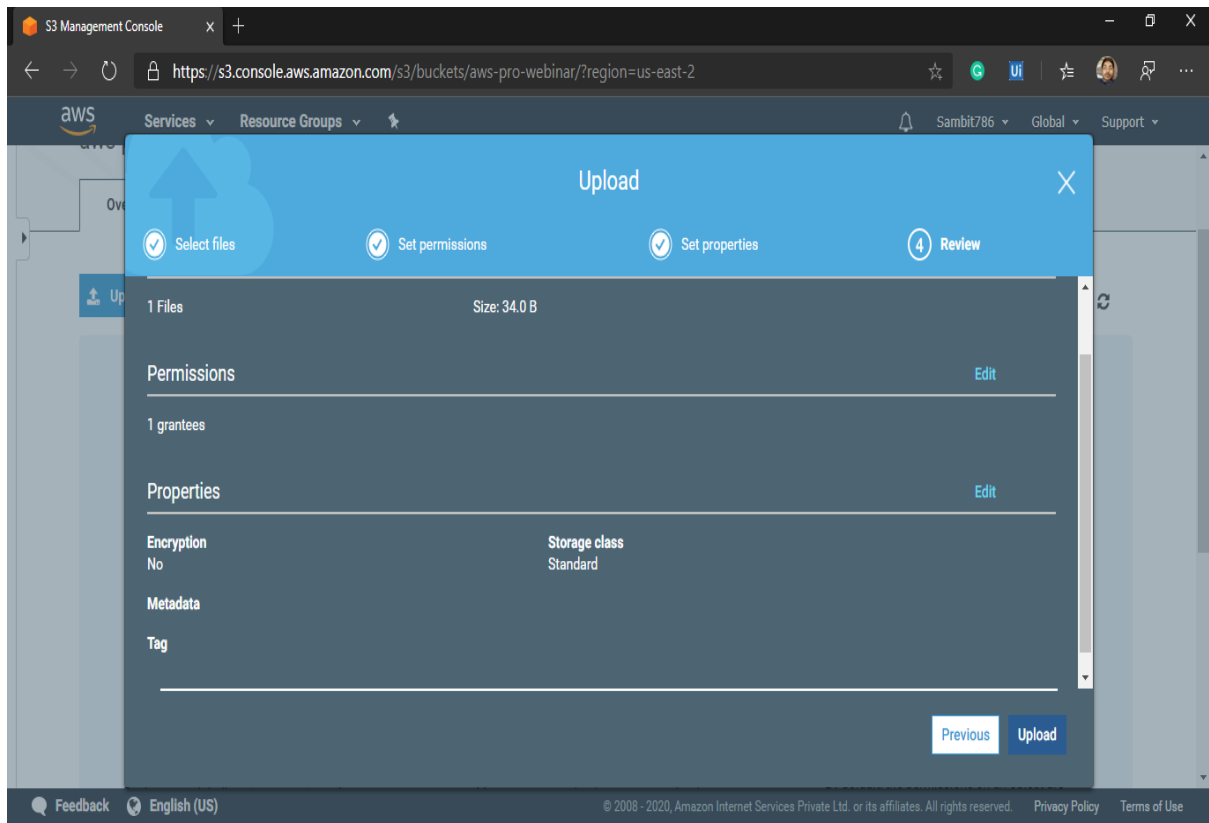 S3 Management Console
https://s3.console.aws.amazon.com/s3/buckets/aws-pro-webinar/?region=us-east-2
aws Services Resource Groups Sambit786 Global Support
Upload
Select files Set permissions Set properties 4 Review
1 Files Size: 34.0 B
Permissions Edit
1 grantees
Properties Edit
Encryption Storage class
No Standard
Metadata
Tag
Previous Upload
Feedback English (US) © 2008 - 2020, Amazon Internet Services Private Ltd. or its affiliates. All rights reserved. Privacy Policy Terms of Use